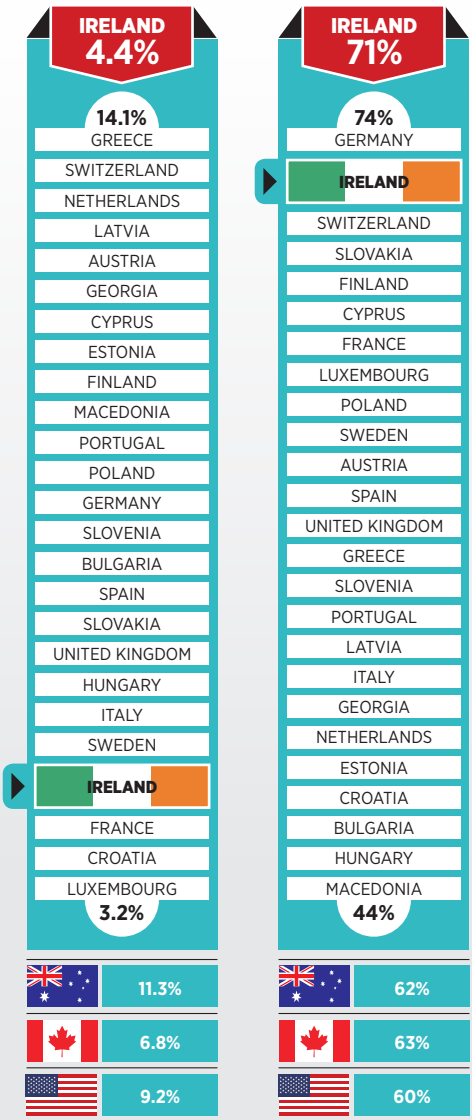 IRELAND
4.4%
14.1%
GREECE
SWITZERLAND
NETHERLANDS
LATVIA
AUSTRIA
GEORGIA
CYPRUS
ESTONIA
FINLAND
MACEDONIA
PORTUGAL
POLAND
GERMANY
SLOVENIA
BULGARIA
SPAIN
SLOVAKIA
UNITED KINGDOM
HUNGARY
ITALY
SWEDEN
IRELAND
FRANCE
CROATIA
LUXEMBOURG
3.2%
11.3%
6.8%
9.2%
IRELAND
71%
74%
GERMANY
IRELAND
SWITZERLAND
SLOVAKIA
FINLAND
CYPRUS
FRANCE
LUXEMBOURG
POLAND
SWEDEN
AUSTRIA
SPAIN
UNITED KINGDOM
GREECE
SLOVENIA
PORTUGAL
LATVIA
ITALY
GEORGIA
NETHERLANDS
ESTONIA
CROATIA
BULGARIA
HUNGARY
MACEDONIA
44%
62%
63%
60%